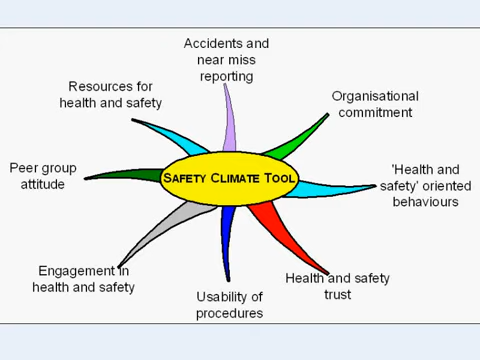 Accidents and
near miss
reporting
Resources for
health and safety
Organisational
commitment
Peer group
attitude
SAFETY CLIMATE TOOL
'Health and
safety' oriented
behaviours
Engagement in
health and safety
Usability of
procedures
Health and safety
trust